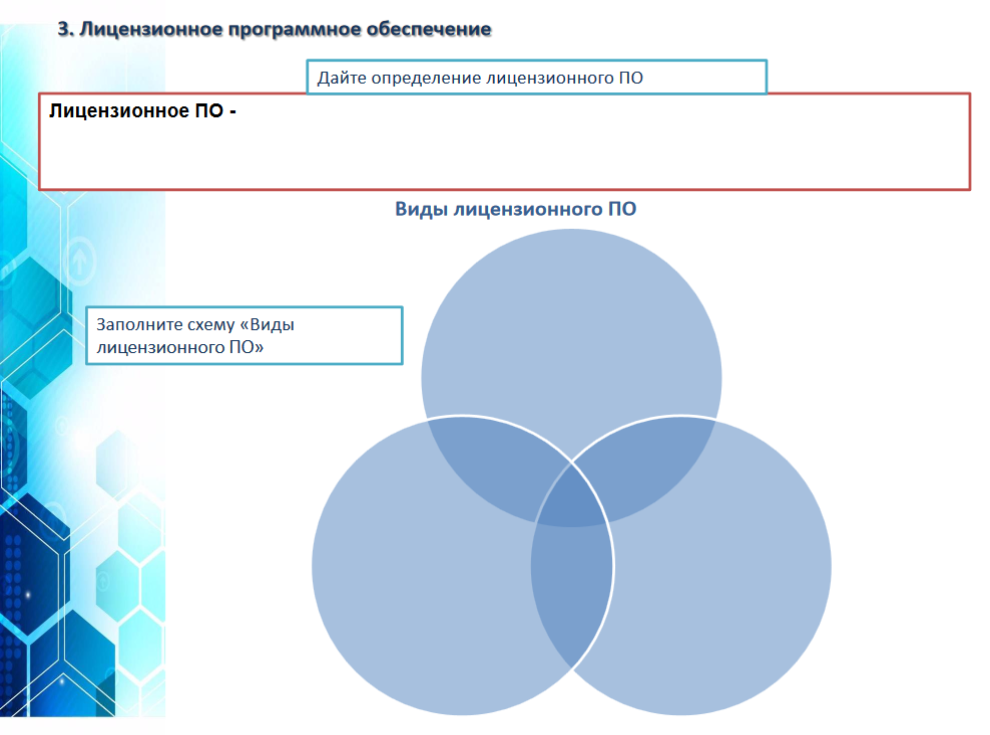 3. Лицензионное программное обеспечение
Дайте определение лицензионного ПО
Лицензионное ПО -
Виды лицензионного ПО
Заполните схему «Виды
лицензионного ПО»